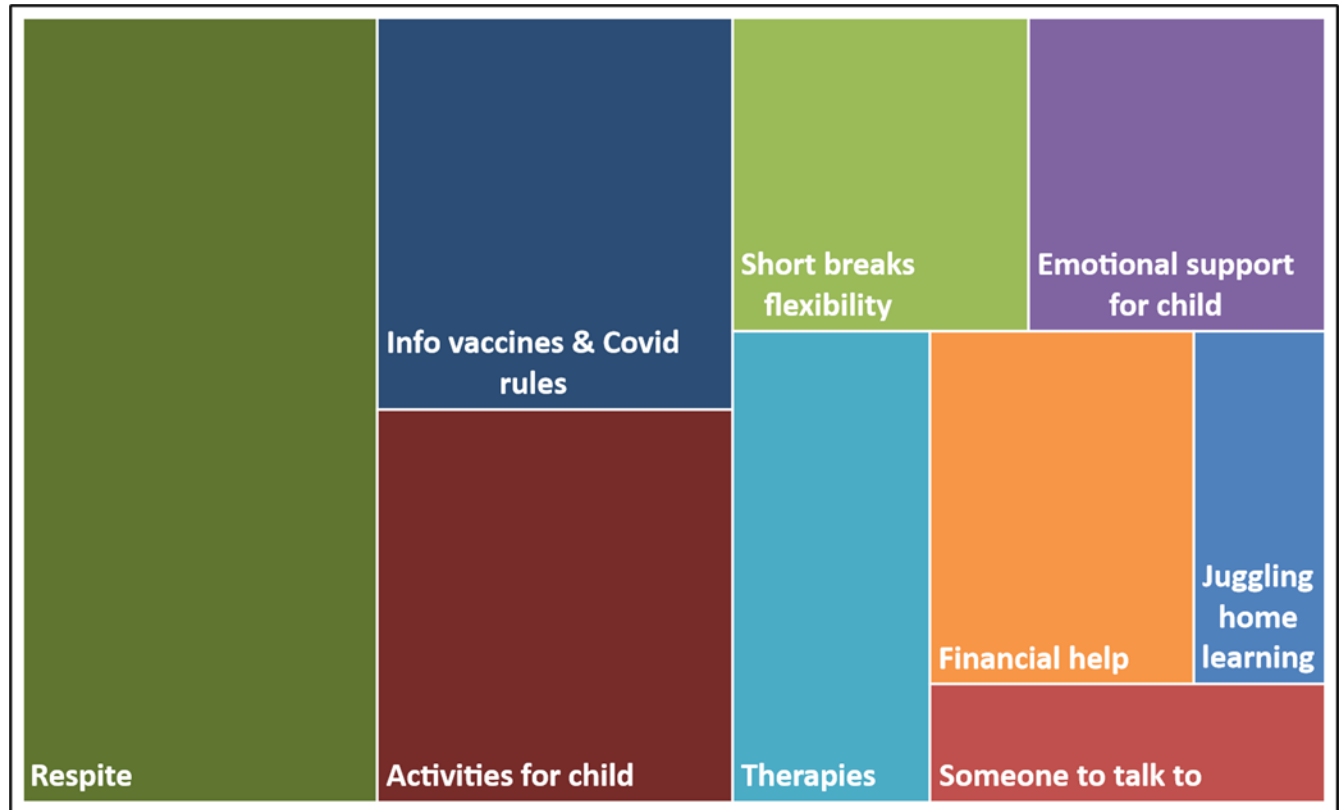 Respite
Info vaccines & Covid
rules
Activities for child
Short breaks
flexibility
Emotional support
for child
Therapies
Financial help
Juggling
home
learning
Someone to talk to